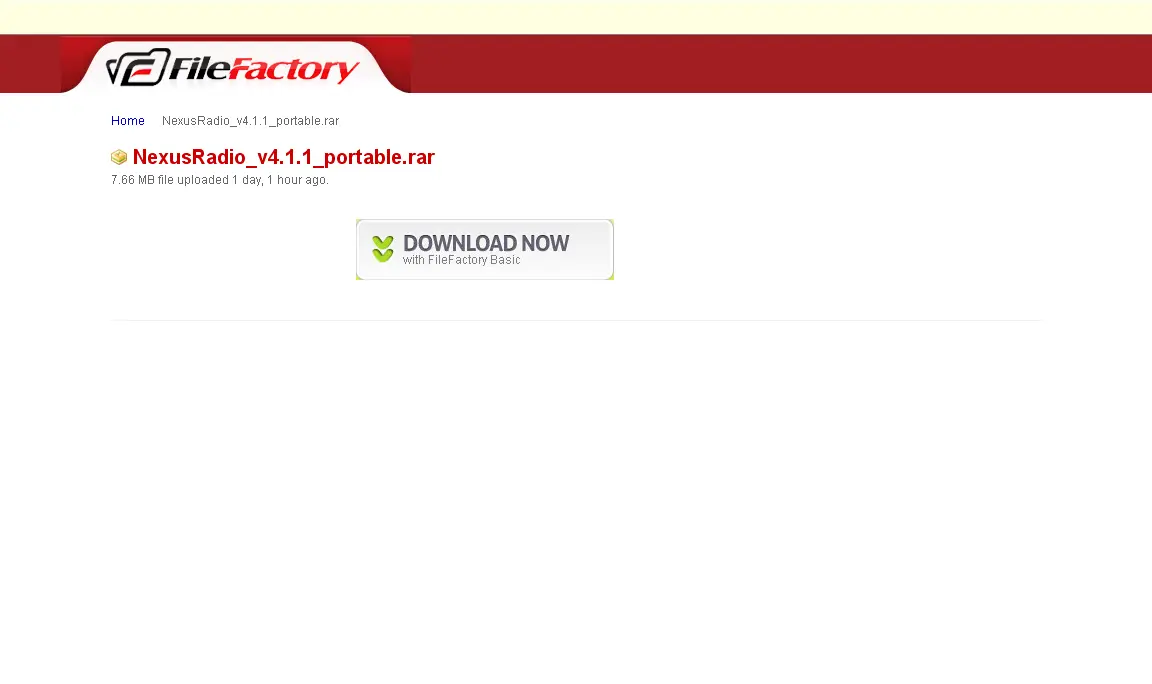 FileFactory
Home NexusRadio_v4.1.1_portable.rar
NexusRadio_v4.1.1_portable.rar
7.66 MB file uploaded 1 day, 1 hour ago.
DOWNLOAD NOW
with FileFactory Basic